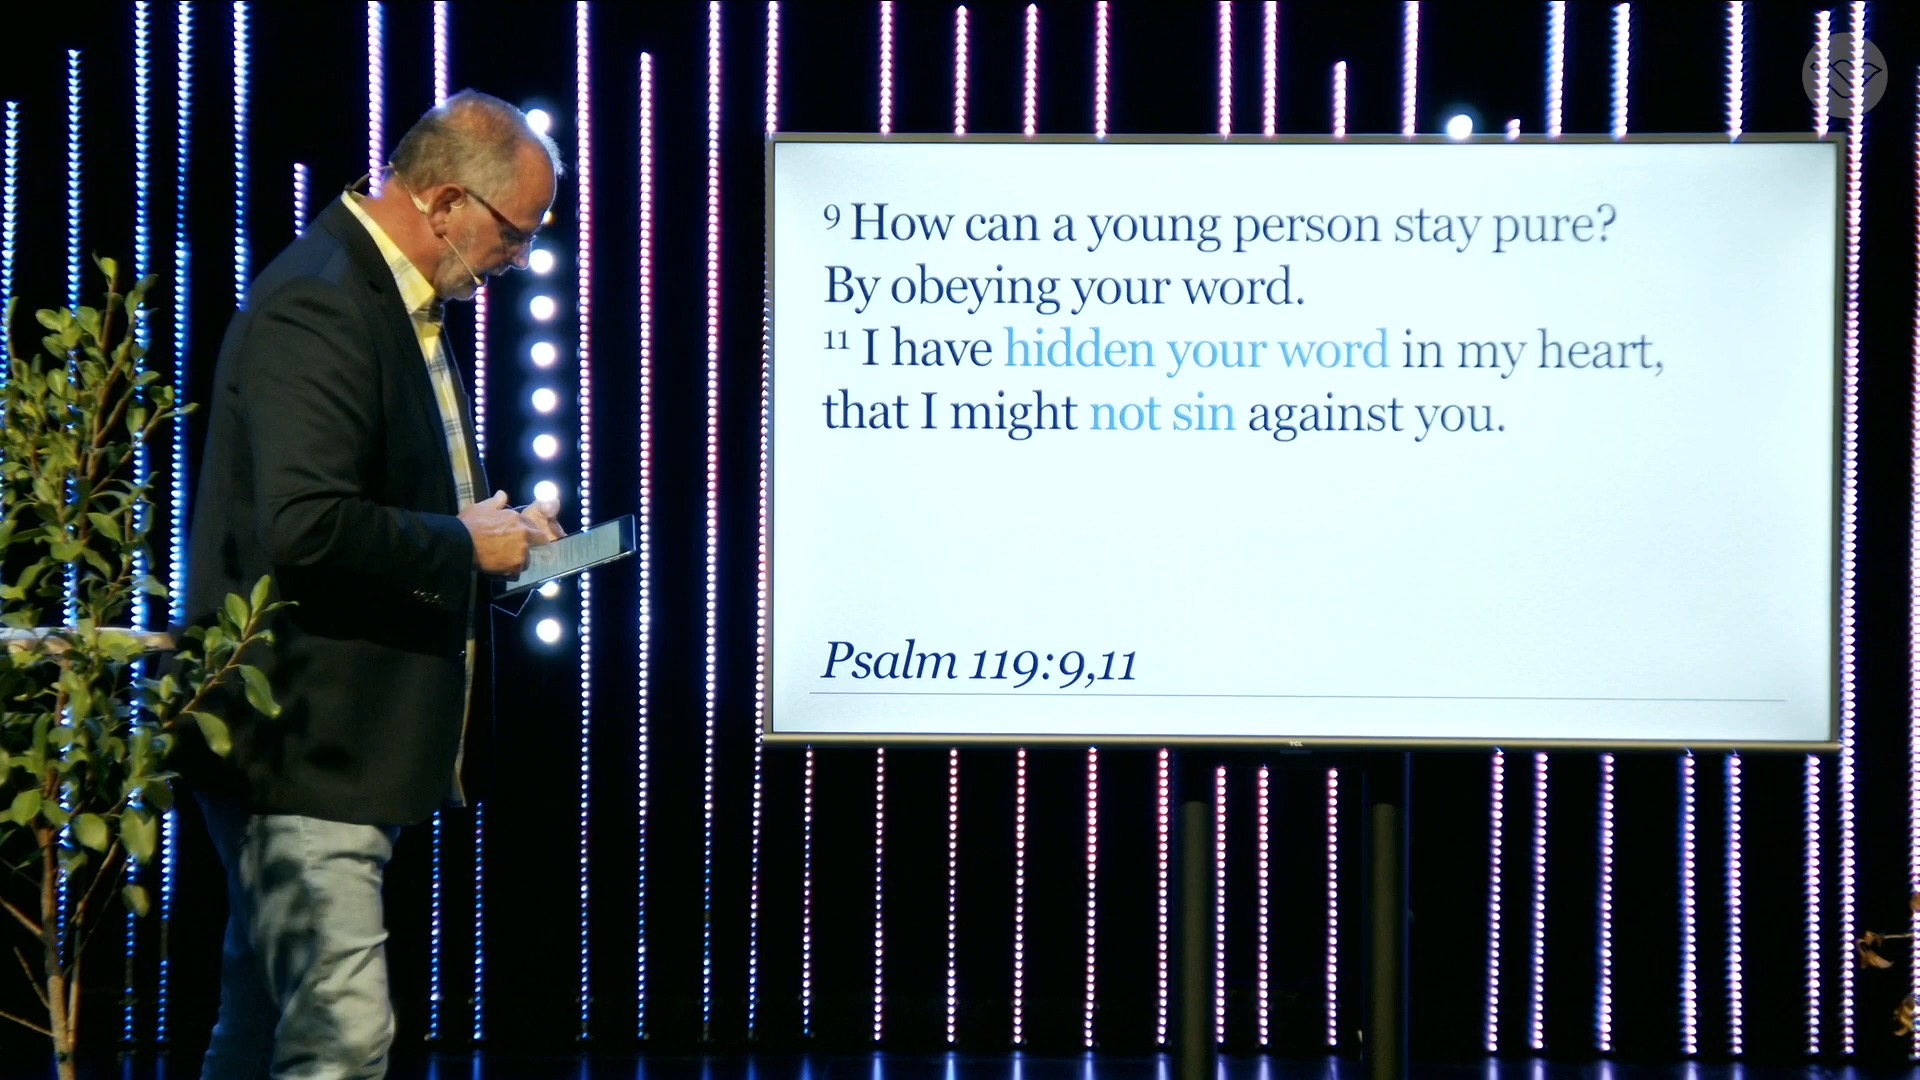 9 How can a young person stay pure?
By obeying your word.
11 I have hidden your word in my heart,
that I might not sin against you.
Psalm 119:9,11
TCL